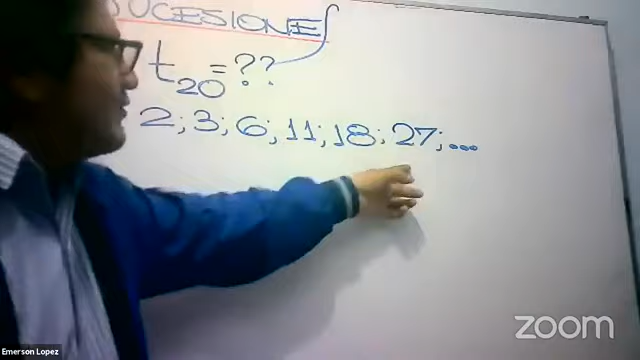 SUCESIONES
t20 = ??
2; 3; 6; 11; 18; 27; ...
zoom
Emerson Lopez